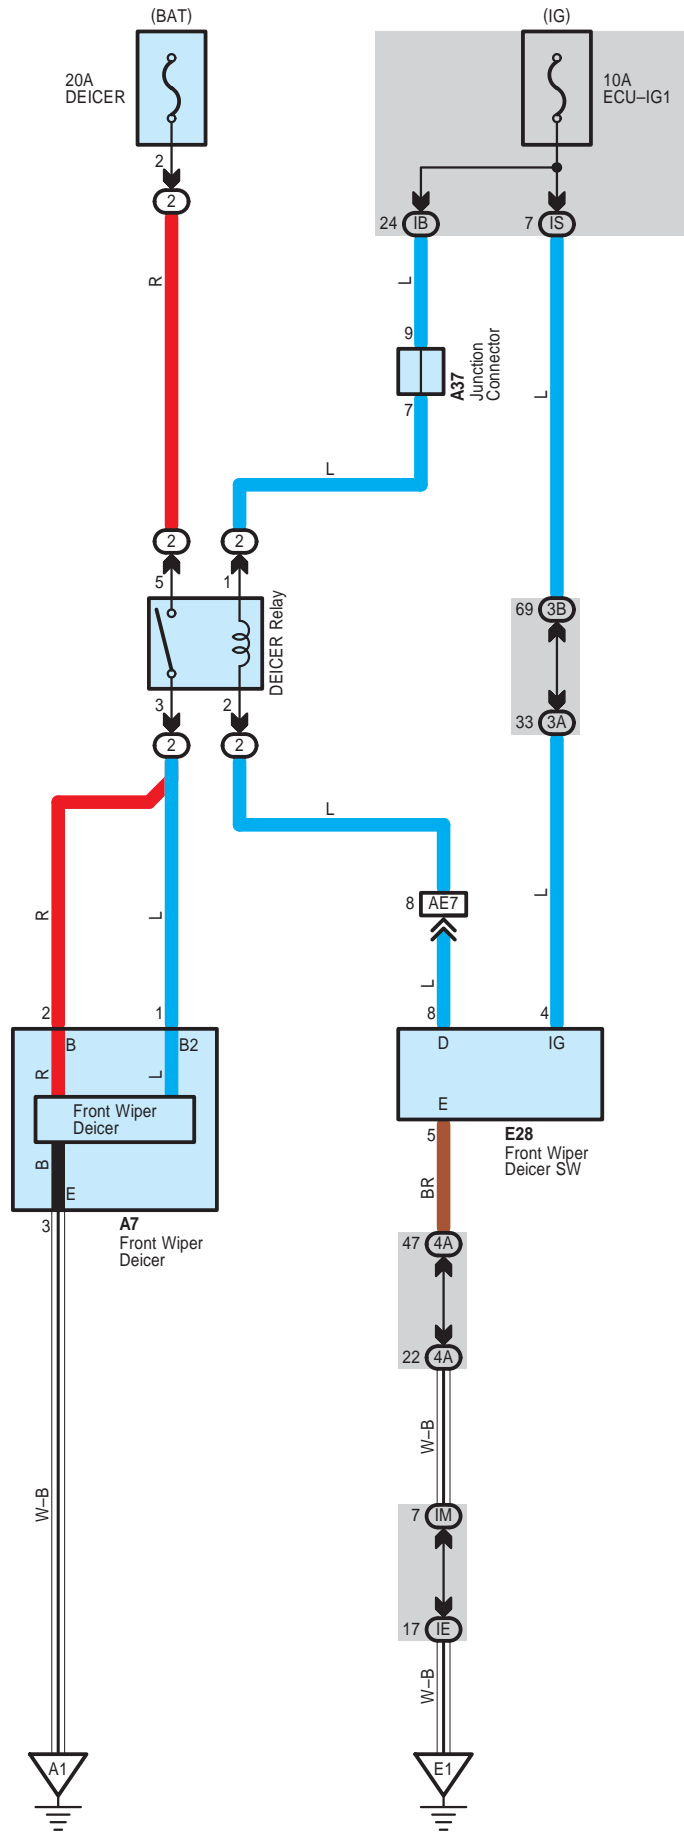 (BAT)
(IG)
20A
DEICER
10A
ECU–IG1
2
2
24 IB
7 IS
R
L
9
A37
Junction
Connector
7
L
L
2
2
5
1
DEICER Relay
69 3B
33 3A
3
2
2
2
L
R
L
8 AE7
L
L
2
1
8
4
B
B2
D
IG
R
L
Front Wiper
Deicer
E
B
E
3
A7
Front Wiper
Deicer
5
E28
Front Wiper
Deicer SW
BR
47 4A
22 4A
W–B
W–B
7 IM
17 IE
W–B
A1
E1